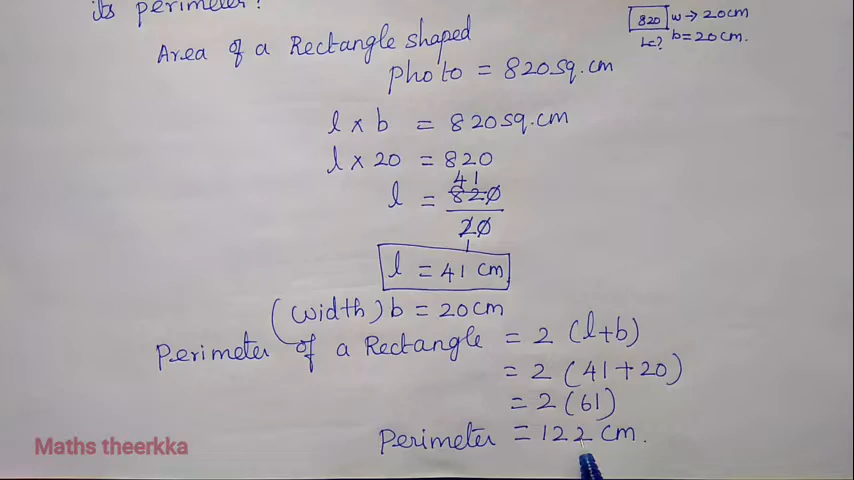 its perimeter?
820 w → 20cm
L=? b = 20cm.
Area of a Rectangle shaped
photo = 820 sq.cm
l × b = 820 sq.cm
l × 20 = 820
41
l = 820
20
1
l = 41 cm
(width) b = 20cm
Perimeter of a Rectangle = 2 (l+b)
= 2 (41+20)
= 2 (61)
Perimeter = 122 cm.
Maths theerkka